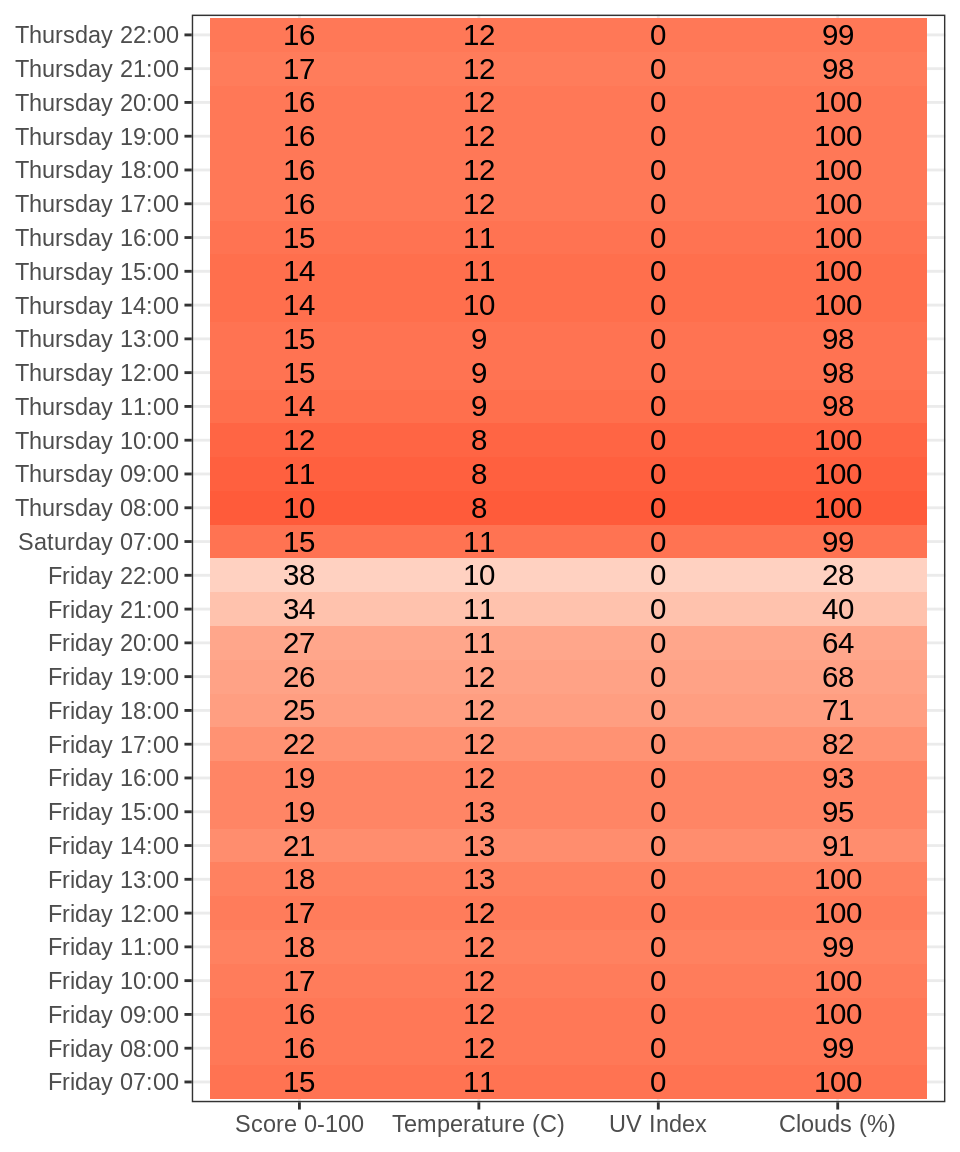 Thursday 22:00 16 12 0 99
Thursday 21:00 17 12 0 98
Thursday 20:00 16 12 0 100
Thursday 19:00 16 12 0 100
Thursday 18:00 16 12 0 100
Thursday 17:00 16 12 0 100
Thursday 16:00 15 11 0 100
Thursday 15:00 14 11 0 100
Thursday 14:00 14 10 0 100
Thursday 13:00 15 9 0 98
Thursday 12:00 15 9 0 98
Thursday 11:00 14 9 0 98
Thursday 10:00 12 8 0 100
Thursday 09:00 11 8 0 100
Thursday 08:00 10 8 0 100
Saturday 07:00 15 11 0 99
Friday 22:00 38 10 0 28
Friday 21:00 34 11 0 40
Friday 20:00 27 11 0 64
Friday 19:00 26 12 0 68
Friday 18:00 25 12 0 71
Friday 17:00 22 12 0 82
Friday 16:00 19 12 0 93
Friday 15:00 19 13 0 95
Friday 14:00 21 13 0 91
Friday 13:00 18 13 0 100
Friday 12:00 17 12 0 100
Friday 11:00 18 12 0 99
Friday 10:00 17 12 0 100
Friday 09:00 16 12 0 100
Friday 08:00 16 12 0 99
Friday 07:00 15 11 0 100
Score 0-100 Temperature (C) UV Index Clouds (%)